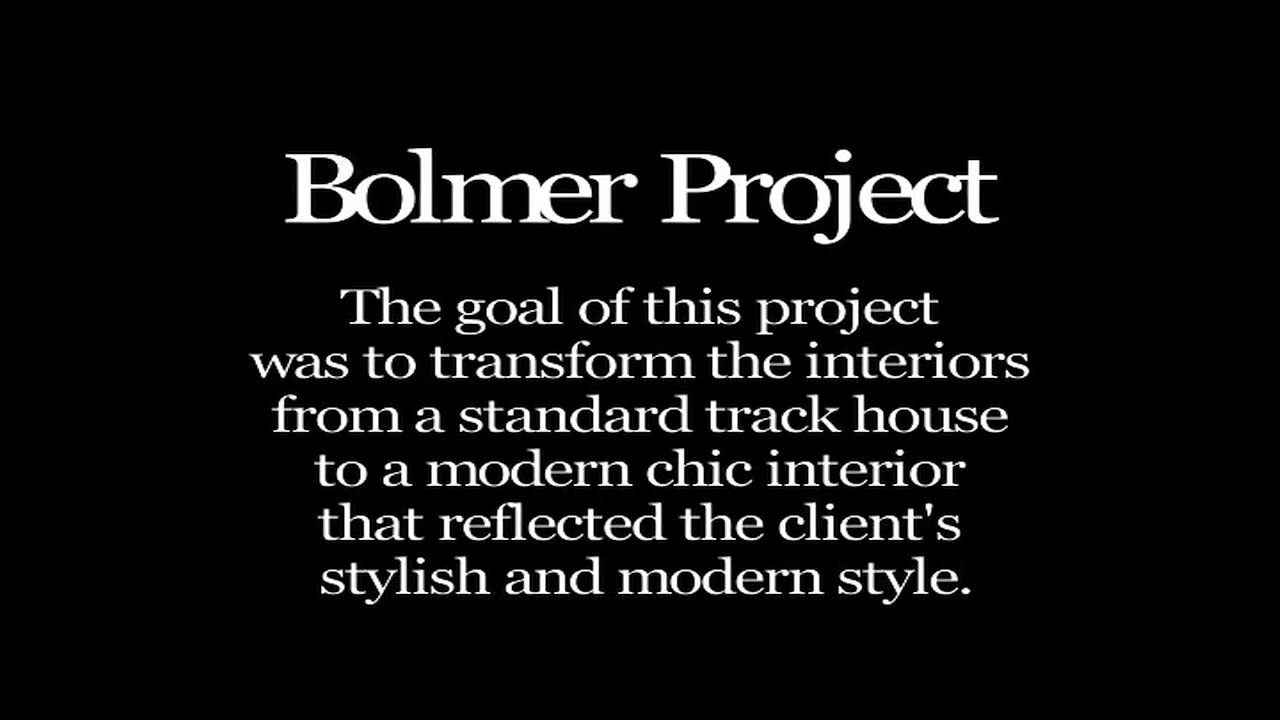 Bolmer Project
The goal of this project
was to transform the interiors
from a standard track house
to a modern chic interior
that reflected the client's
stylish and modern style.